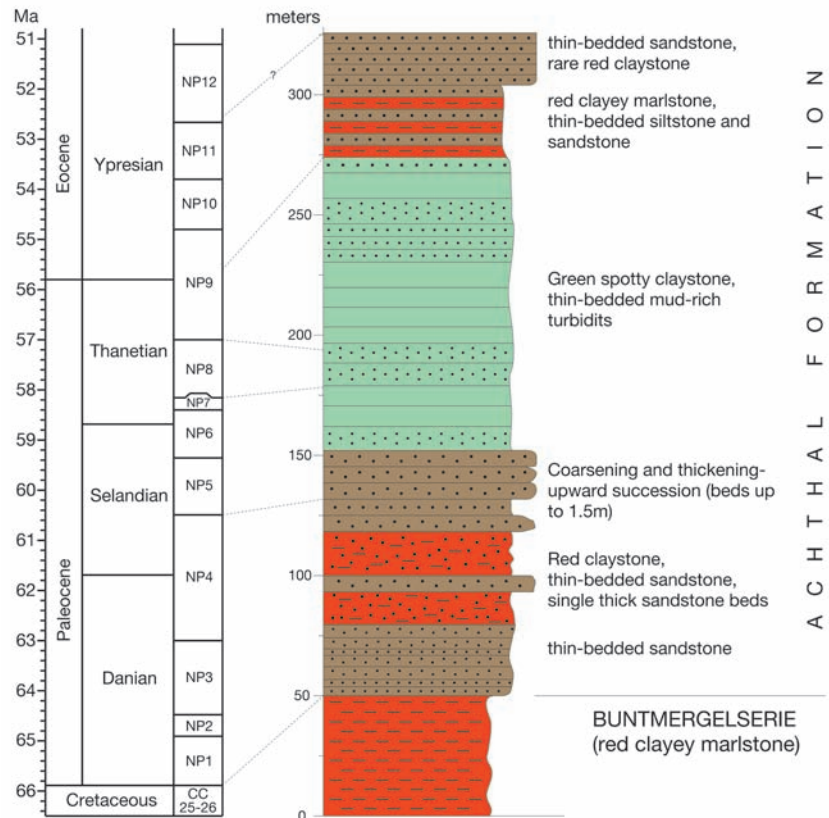 Ma
51
52
53
54
55
56
57
58
59
60
61
62
63
64
65
66
Eocene
Paleocene
Ypresian
Thanetian
Selandian
Danian
Cretaceous
NP12
NP11
NP10
NP9
NP8
NP7
NP6
NP5
NP4
NP3
NP2
NP1
CC
25-26
?
meters
300
250
200
150
100
50
0
thin-bedded sandstone,
rare red claystone
red clayey marlstone,
thin-bedded siltstone and
sandstone
Green spotty claystone,
thin-bedded mud-rich
turbidits
Coarsening and thickening-
upward succession (beds up
to 1.5m)
Red claystone,
thin-bedded sandstone,
single thick sandstone beds
thin-bedded sandstone
BUNTMERGELSERIE
(red clayey marlstone)
ACHTHAL FORMATION